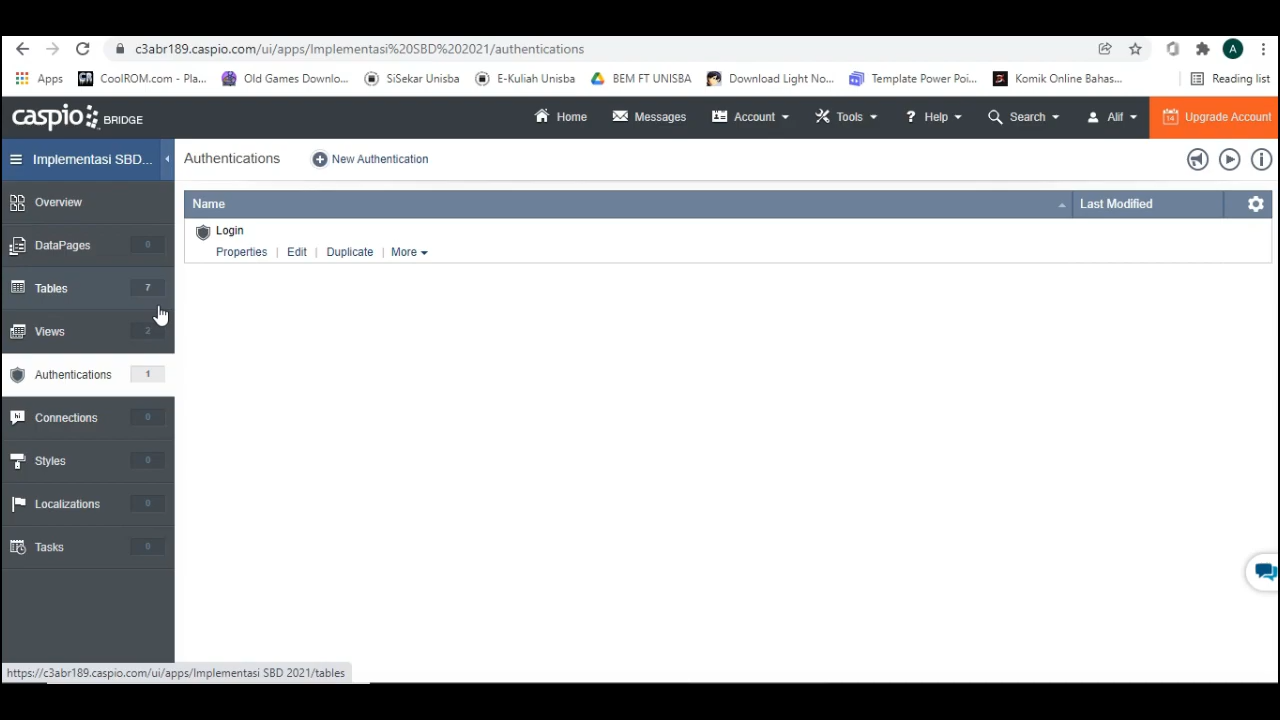 c3abr189.caspio.com/ui/apps/Implementasi%20SBD%202021/authentications
Apps CoolROM.com - Pla... Old Games Downlo... SiSekar Unisba E-Kuliah Unisba BEM FT UNISBA Download Light No... Template Power Poi... Komik Online Bahas... Reading list
caspio BRIDGE Home Messages Account Tools ? Help Search Alif Upgrade Account
Implementasi SBD... Authentications New Authentication
Overview
Name Last Modified
Login
DataPages 0
Properties | Edit | Duplicate | More
Tables 7
Views 2
Authentications 1
Connections 0
Styles 0
Localizations 0
Tasks 0
https://c3abr189.caspio.com/ui/apps/Implementasi SBD 2021/tables